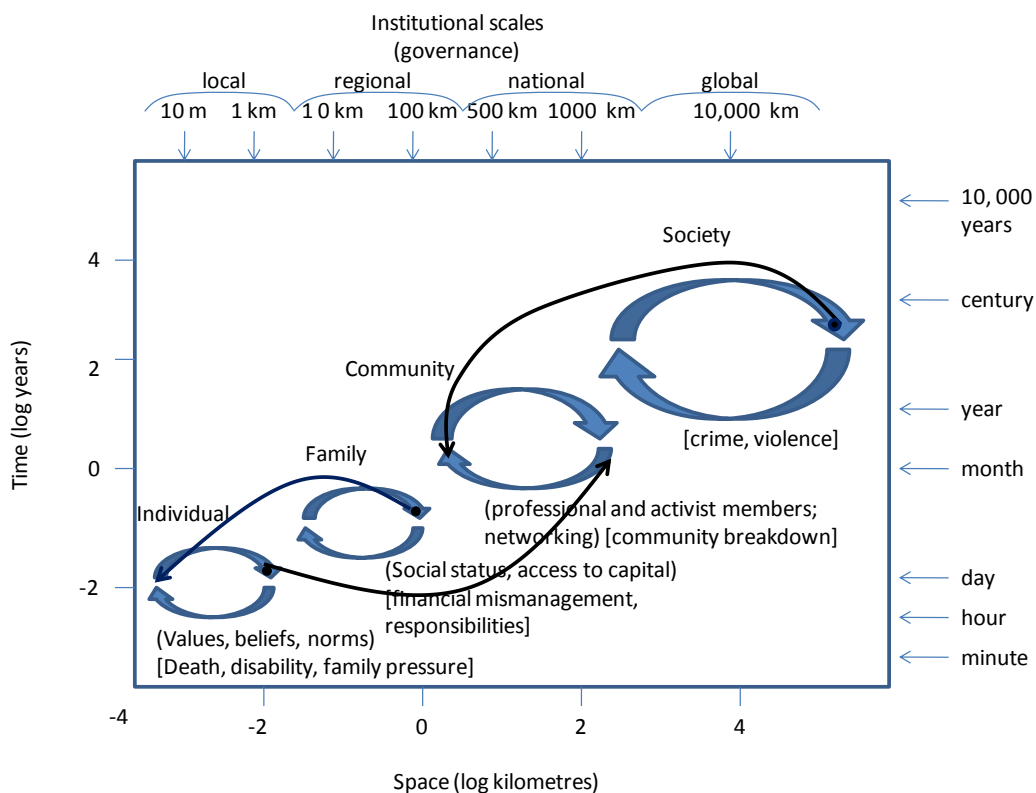 Institutional scales
(governance)
local regional national global
10 m 1 km 1 0 km 100 km 500 km 1000 km 10,000 km
10, 000
years
Society
4
century
2
Community
year
[crime, violence]
Family
0
month
Time (log years)
Individual
(professional and activist members;
networking) [community breakdown]
(Social status, access to capital)
-2
day
[financial mismanagement,
responsibilities]
hour
(Values, beliefs, norms)
[Death, disability, family pressure]
minute
-4
-2 0 2 4
Space (log kilometres)